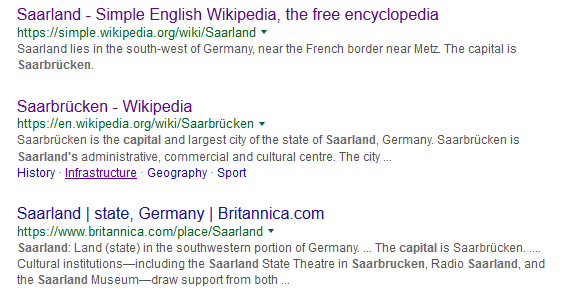 Saarland - Simple English Wikipedia, the free encyclopedia
https://simple.wikipedia.org/wiki/Saarland
Saarland lies in the south-west of Germany, near the French border near Metz. The capital is
Saarbrücken.
Saarbrücken - Wikipedia
https://en.wikipedia.org/wiki/Saarbrücken
Saarbrücken is the capital and largest city of the state of Saarland, Germany. Saarbrücken is
Saarland's administrative, commercial and cultural centre. The city ...
History · Infrastructure · Geography · Sport
Saarland | state, Germany | Britannica.com
https://www.britannica.com/place/Saarland
Saarland: Land (state) in the southwestern portion of Germany. ... The capital is Saarbrücken. ....
Cultural institutions—including the Saarland State Theatre in Saarbrucken, Radio Saarland, and
the Saarland Museum—draw support from both ...